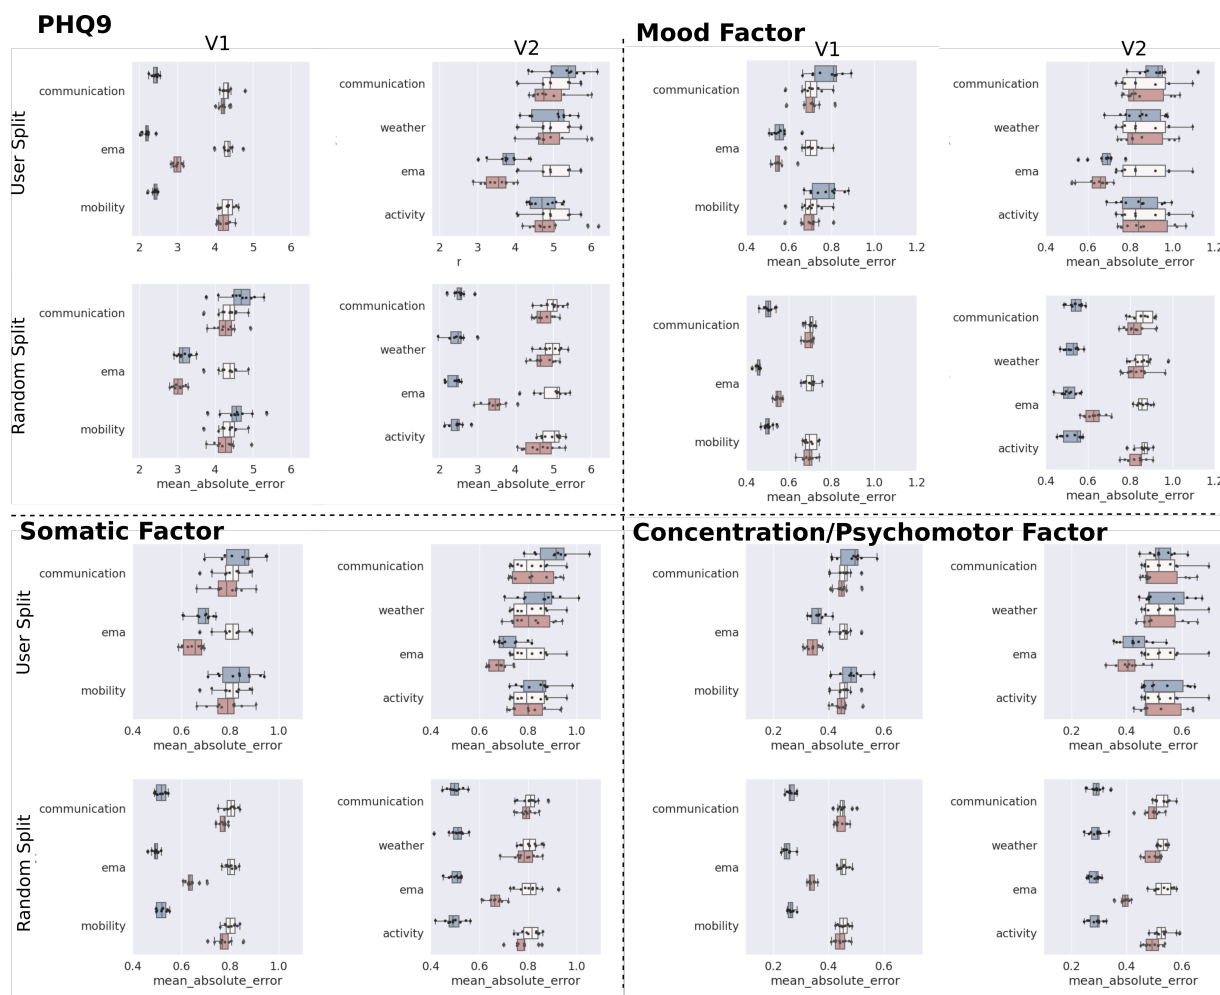 PHQ9
V1
V2
User Split
communication
ema
mobility
2 3 4 5 6
communication
weather
ema
activity
2 3 4 5 6
r
Random Split
communication
ema
mobility
2 3 4 5 6
mean_absolute_error
communication
weather
ema
activity
2 3 4 5 6
mean_absolute_error
Mood Factor
V1
V2
communication
ema
mobility
0.4 0.6 0.8 1.0 1.2
mean_absolute_error
communication
weather
ema
activity
0.4 0.6 0.8 1.0 1.2
mean_absolute_error
communication
ema
mobility
0.4 0.6 0.8 1.0 1.2
mean_absolute_error
communication
weather
ema
activity
0.4 0.6 0.8 1.0 1.2
mean_absolute_error
Somatic Factor
User Split
communication
ema
mobility
0.4 0.6 0.8 1.0
mean_absolute_error
communication
weather
ema
activity
0.4 0.6 0.8 1.0
mean_absolute_error
Random Split
communication
ema
mobility
0.4 0.6 0.8 1.0
mean_absolute_error
communication
weather
ema
activity
0.4 0.6 0.8 1.0
mean_absolute_error
Concentration/Psychomotor Factor
communication
ema
mobility
0.2 0.4 0.6
mean_absolute_error
communication
weather
ema
activity
0.2 0.4 0.6
mean_absolute_error
communication
ema
mobility
0.2 0.4 0.6
mean_absolute_error
communication
weather
ema
activity
0.2 0.4 0.6
mean_absolute_error